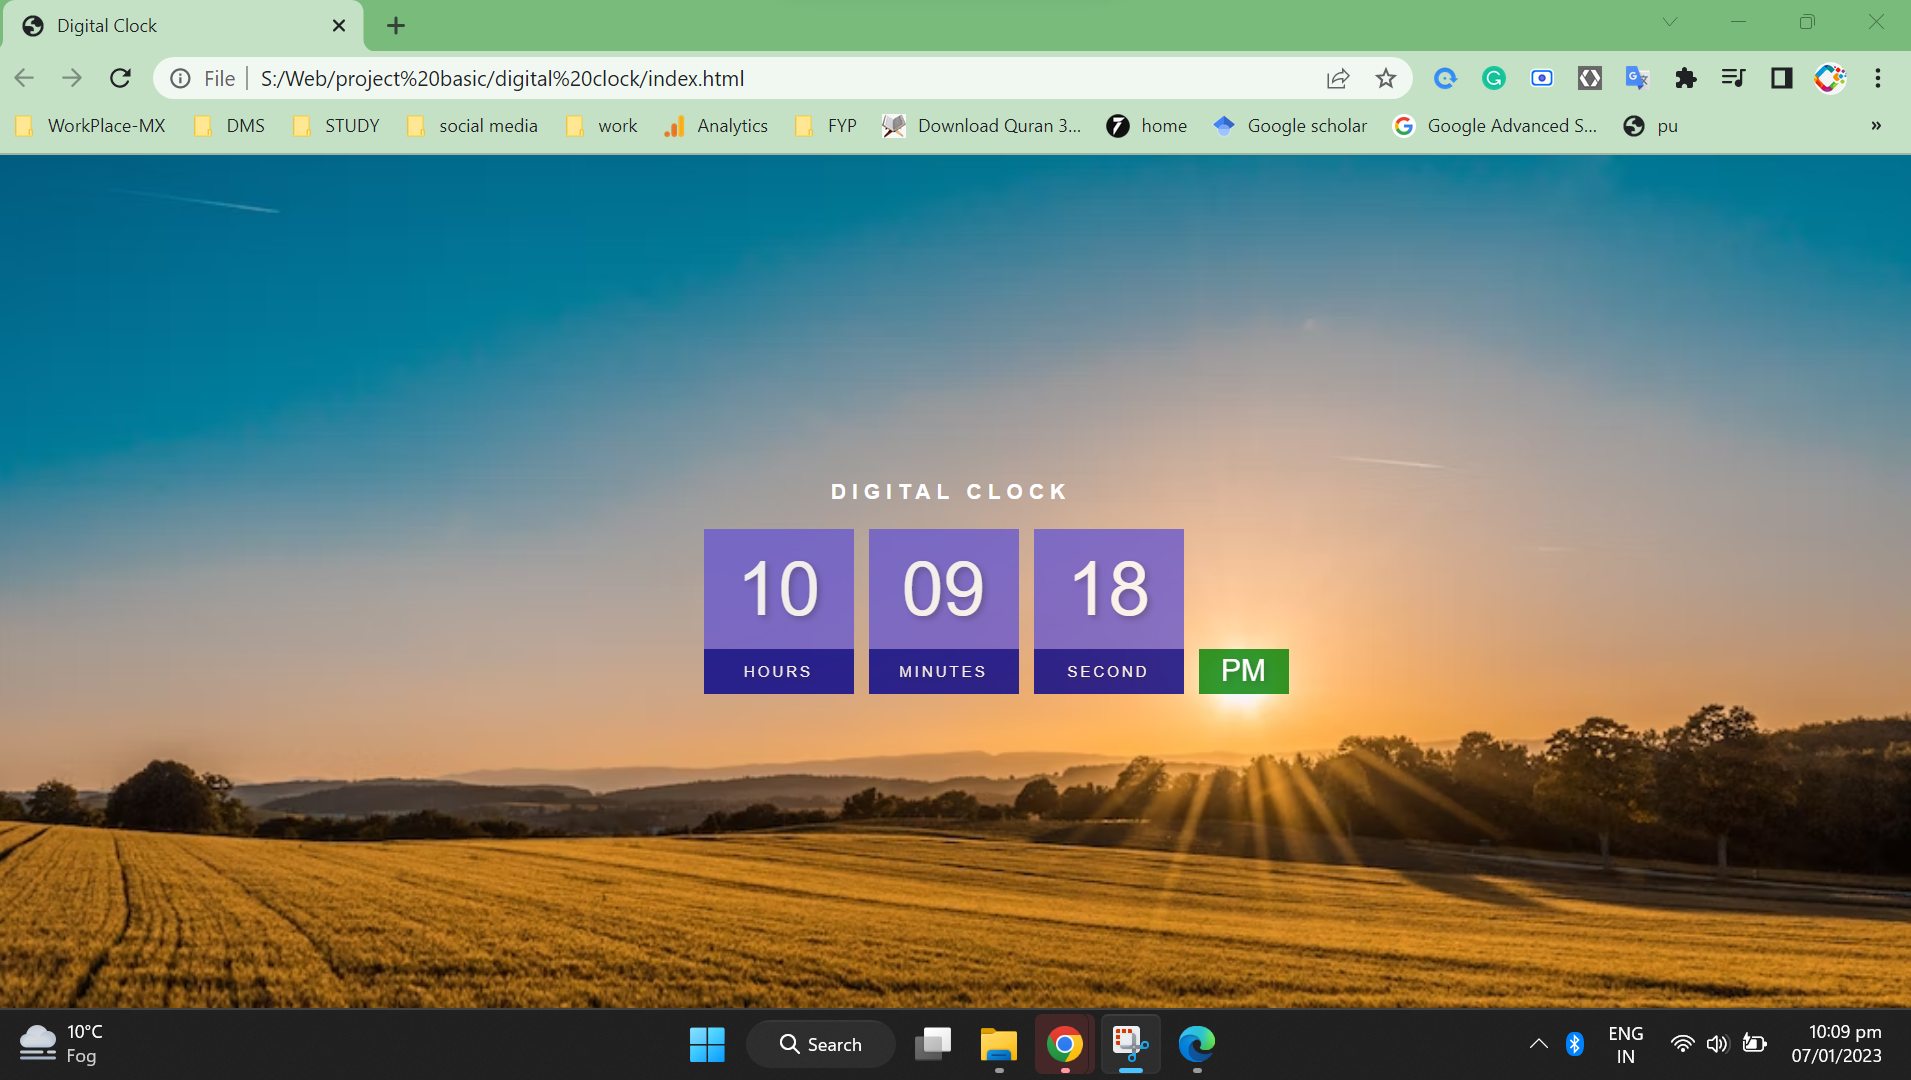 Digital Clock
File S:/Web/project%20basic/digital%20clock/index.html
WorkPlace-MX DMS STUDY social media work Analytics FYP Download Quran 3... home Google scholar Google Advanced S... pu »
DIGITAL CLOCK
10 09 18
HOURS MINUTES SECOND PM
10°C
Fog
Search
ENG
IN
10:09 pm
07/01/2023